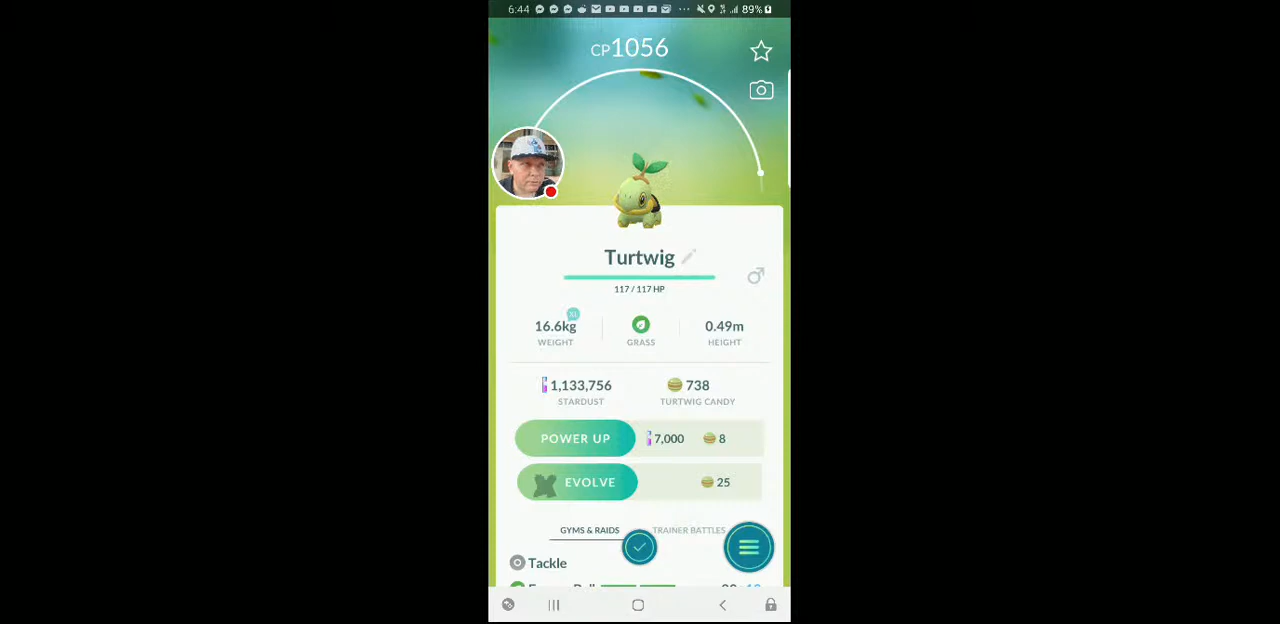 6:44 89%
CP1056
Turtwig
117 / 117 HP
XL
16.6kg 0.49m
WEIGHT GRASS HEIGHT
1,133,756 738
STARDUST TURTWIG CANDY
POWER UP 7,000 8
EVOLVE 25
GYMS & RAIDS TRAINER BATTLES
Tackle